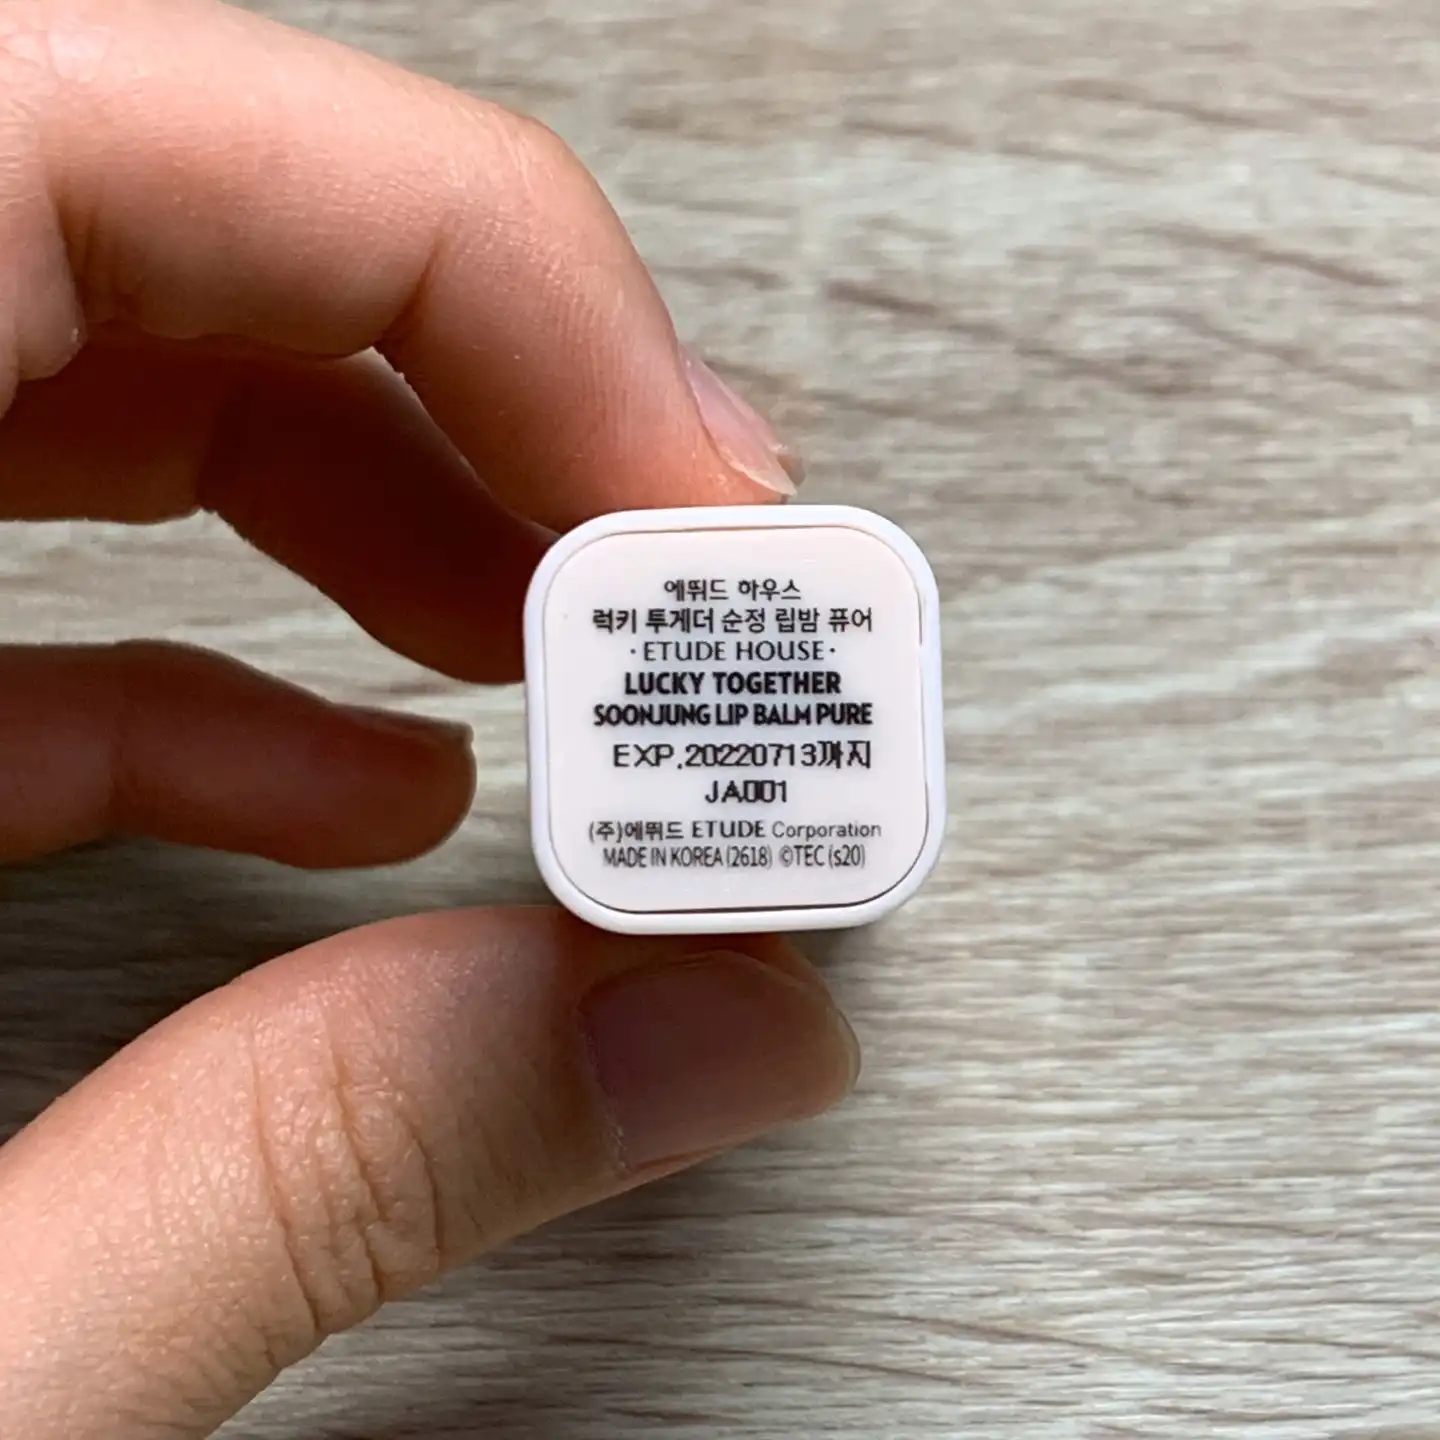 에뛰드 하우스
럭키 투게더 순정 립밤 퓨어
·ETUDE HOUSE·
LUCKY TOGETHER
SOONJUNG LIP BALM PURE
EXP.20220713까지
JA001
(주)에뛰드 ETUDE Corporation
MADE IN KOREA (2618) ©TEC (s20)